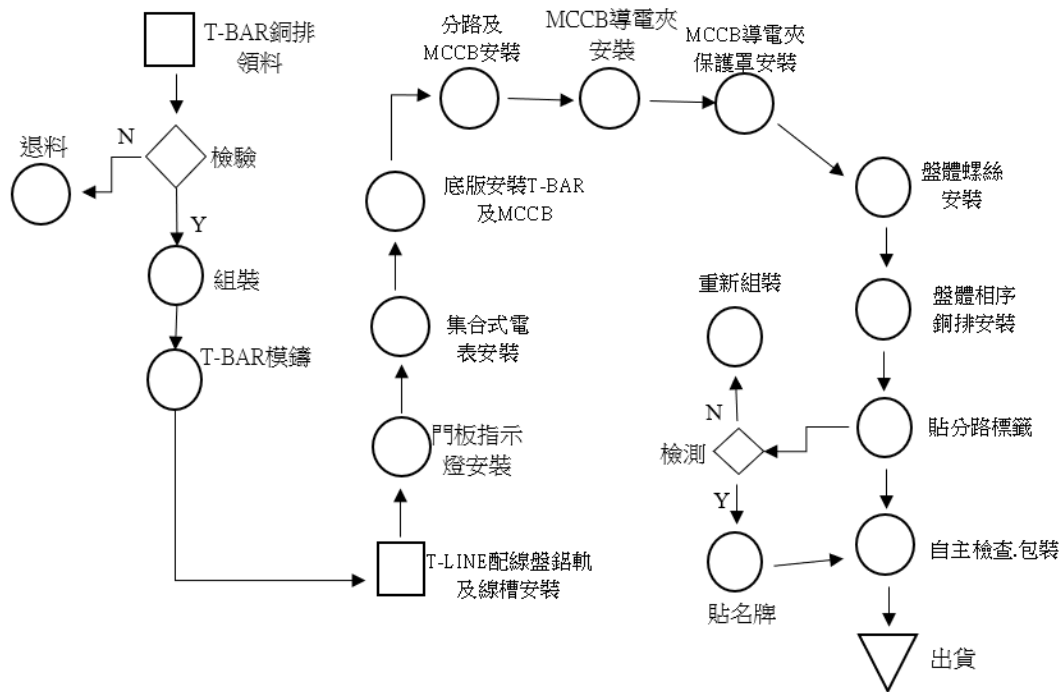 T-BAR銅排
領料
N
退料
檢驗
Y
組裝
T-BAR模鑄
T-LINE配線盤鋁軌
及線槽安裝
門板指示
燈安裝
集合式電
表安裝
底版安裝T-BAR
及MCCB
分路及
MCCB安裝
MCCB導電夾
安裝
MCCB導電夾
保護罩安裝
盤體螺絲
安裝
盤體相序
銅排安裝
貼分路標籤
檢測
N
重新組裝
Y
貼名牌
自主檢查.包裝
出貨